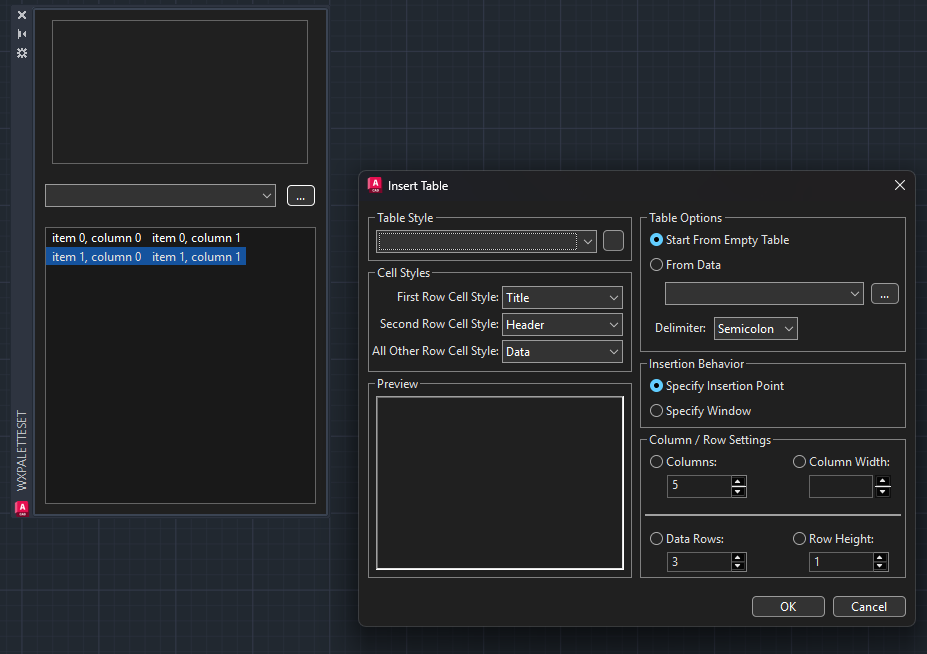 ...
item 0, column 0 item 0, column 1
item 1, column 0 item 1, column 1
WXPALETTESET
Insert Table
Table Style
Cell Styles
First Row Cell Style: Title
Second Row Cell Style: Header
All Other Row Cell Style: Data
Preview
Table Options
Start From Empty Table
From Data
...
Delimiter: Semicolon
Insertion Behavior
Specify Insertion Point
Specify Window
Column / Row Settings
Columns: Column Width:
5
Data Rows: Row Height:
3 1
OK Cancel